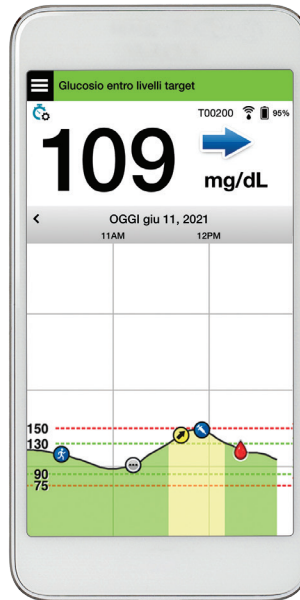 Glucosio entro livelli target
T00200 95%
109
mg/dL
OGGI giu 11, 2021
11AM 12PM
150
130
90
75